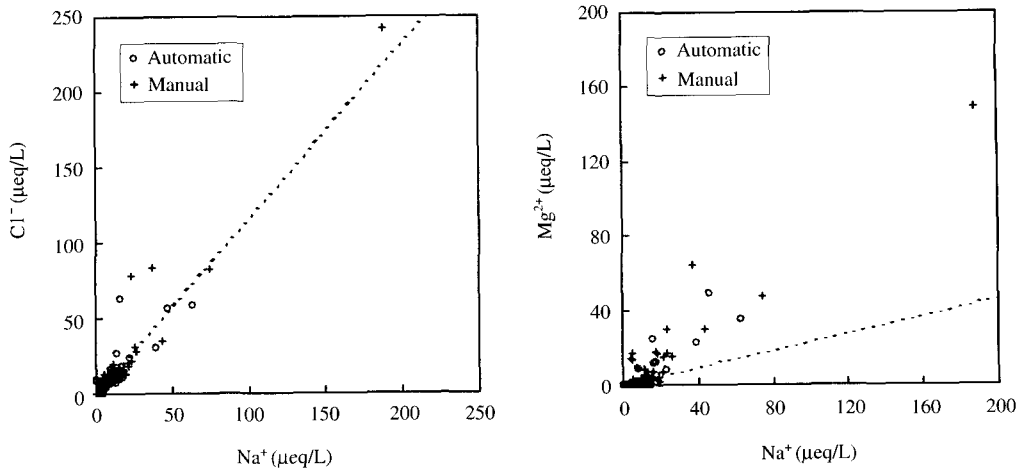 250
200
150
100
50
0
Cl⁻ (µeq/L)
Automatic
Manual
0 50 100 150 200 250
Na⁺ (µeq/L)
200
160
120
80
40
0
Mg²⁺ (µeq/L)
Automatic
Manual
0 40 80 120 160 200
Na⁺ (µeq/L)